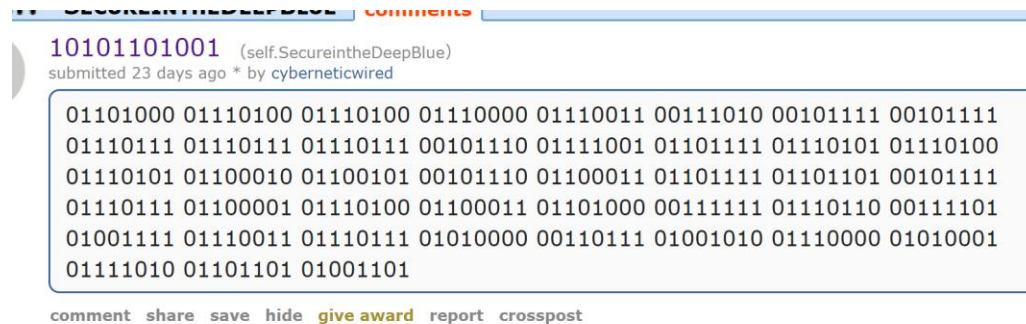 SECUREINTHEDEEPBLUE comments
10101101001 (self.SecureintheDeepBlue)
submitted 23 days ago * by cyberneticwired
01101000 01110100 01110100 01110000 01110011 00111010 00101111 00101111
01110111 01110111 01110111 00101110 01111001 01101111 01110101 01110100
01110101 01100010 01100101 00101110 01100011 01101111 01101101 00101111
01110111 01100001 01110100 01100011 01101000 00111111 01110110 00111101
01001111 01110011 01110111 01010000 00110111 01001010 01110000 01010001
01111010 01101101 01001101
comment share save hide give award report crosspost